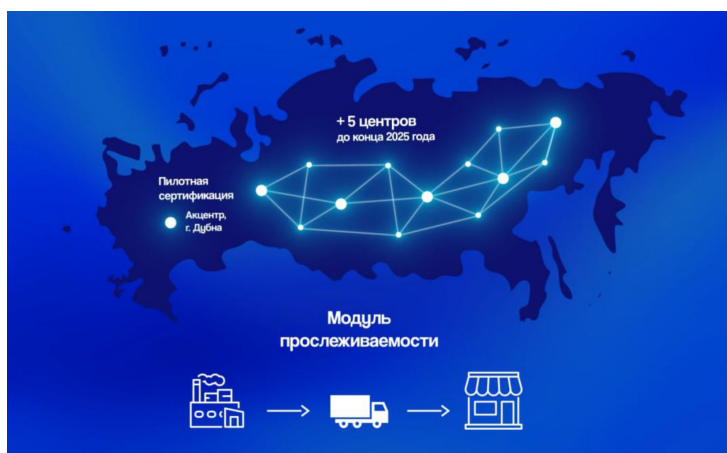 + 5 центров
до конца 2025 года
Пилотная
сертификация
Акцентр,
г. Дубна
Модуль
прослеживаемости